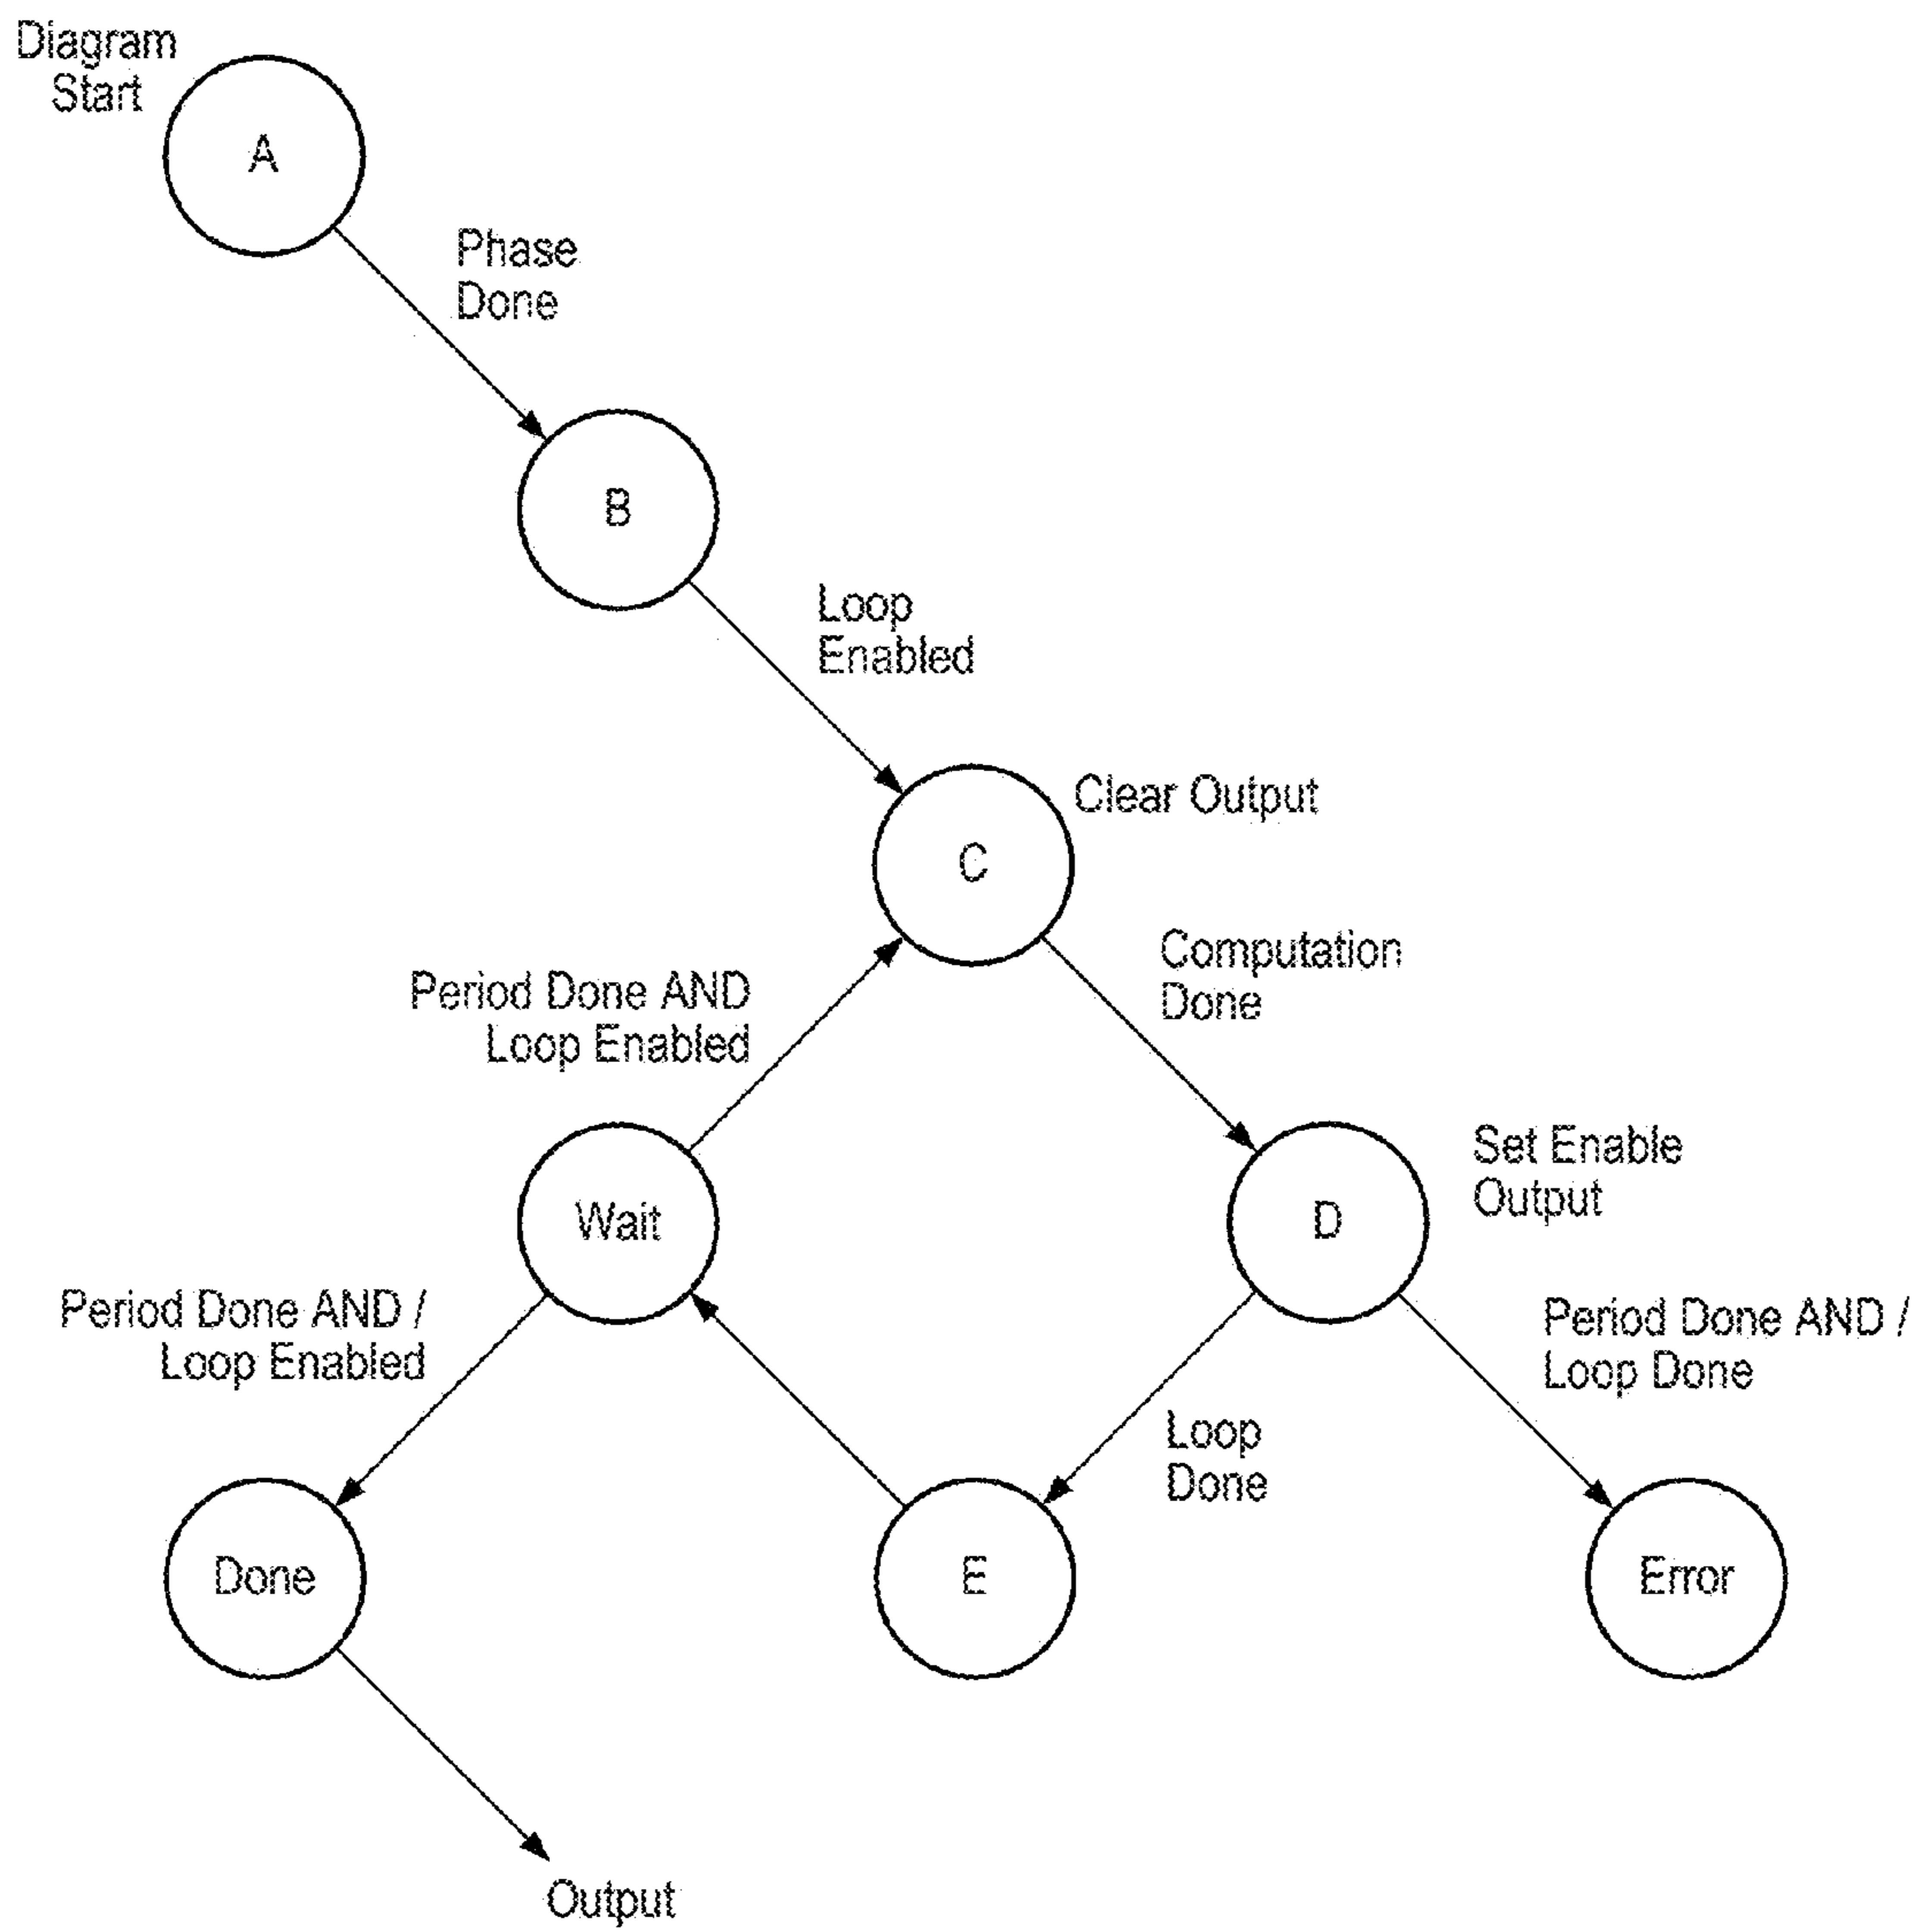 Diagram
Start
A
Phase
Done
B
Loop
Enabled
Clear Output
C
Computation
Done
Period Done AND
Loop Enabled
Set Enable
Output
Wait
D
Period Done AND /
Loop Enabled
Period Done AND /
Loop Done
Loop
Done
Done
E
Error
Output